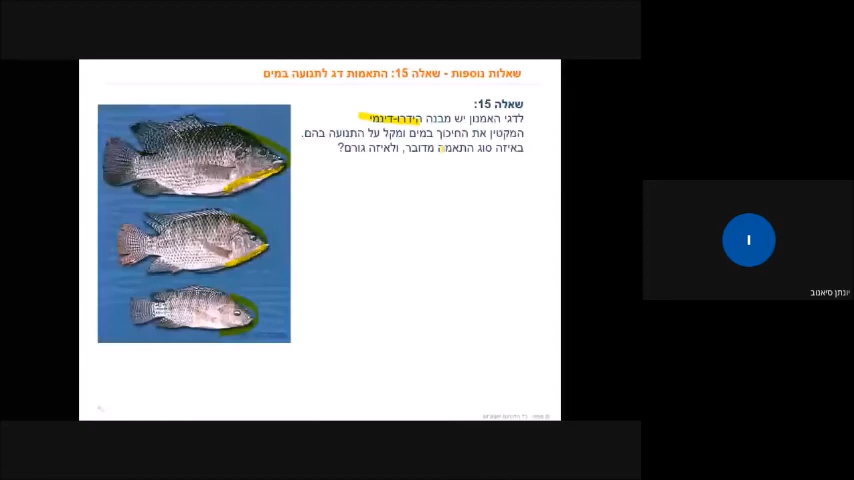 שאלות נוספות - שאלה 15: התאמות דג לתנועה במים
שאלה 15:
לדגי האמנון יש מבנה הידרו-דינמי
המקטין את החיכוך במים ומקל על התנועה בהם.
באיזה סוג התאמה מדובר, ולאיזה גורם?
I
יונתן סיאנוב